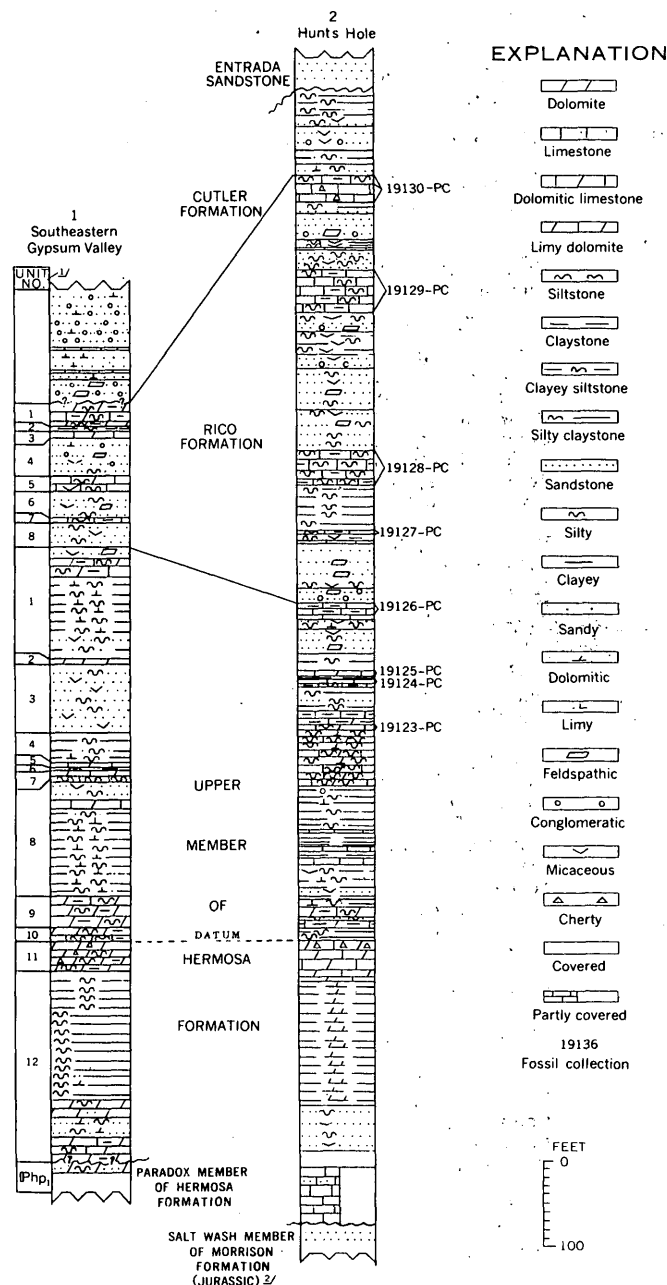 2
Hunts Hole
EXPLANATION
ENTRADA
SANDSTONE
CUTLER
FORMATION
1
Southeastern
Gypsum Valley
UNIT
NO.
1/
?
?
1
2
3
4
5
6
7
8
1
2
3
4
5
6
7
8
9
10
11
12
?
?
ℙhp₁
RICO
FORMATION
UPPER
MEMBER
OF
DATUM
HERMOSA
FORMATION
PARADOX MEMBER
OF HERMOSA
FORMATION
SALT WASH MEMBER
OF MORRISON
FORMATION
(JURASSIC) 2/
19130-PC
19129-PC
19128-PC
19127-PC
19126-PC
19125-PC
19124-PC
19123-PC
Dolomite
Limestone
Dolomitic limestone
Limy dolomite
Siltstone
Claystone
Clayey siltstone
Silty claystone
Sandstone
Silty
Clayey
Sandy
Dolomitic
Limy
Feldspathic
Conglomeratic
Micaceous
Cherty
Covered
Partly covered
19136
Fossil collection
FEET
0
100